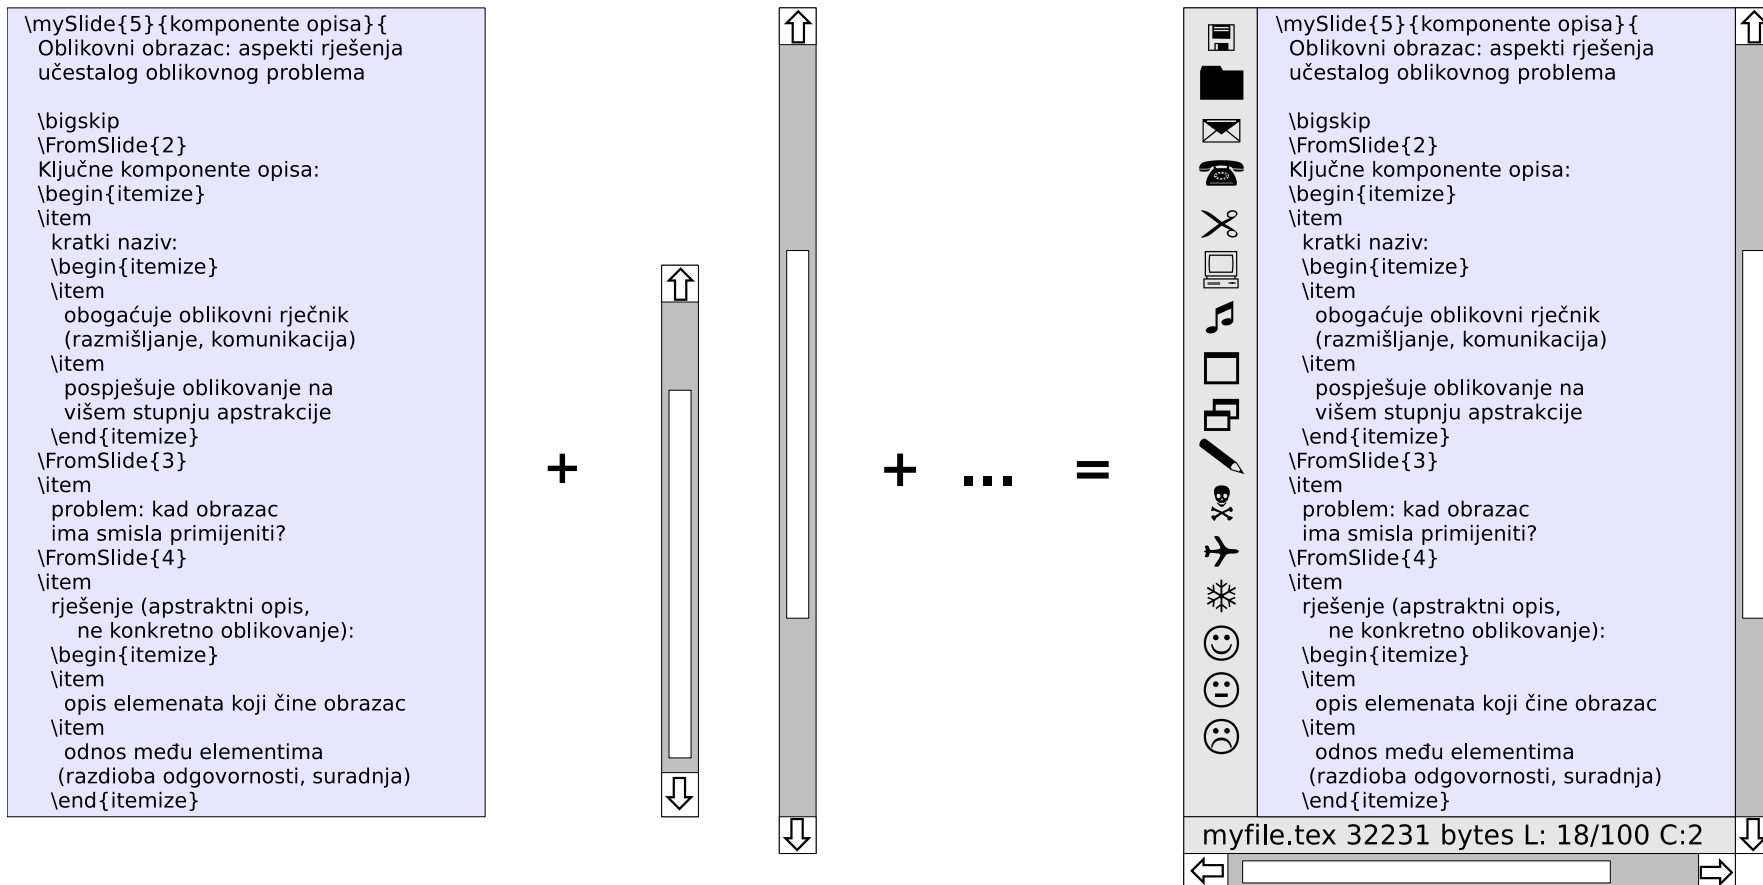 \mySlide{5}{komponente opisa}{
Oblikovni obrazac: aspekti rješenja
učestalog oblikovnog problema
\bigskip
\FromSlide{2}
Ključne komponente opisa:
\begin{itemize}
\item
kratki naziv:
\begin{itemize}
\item
obogaćuje oblikovni rječnik
(razmišljanje, komunikacija)
\item
pospješuje oblikovanje na
višem stupnju apstrakcije
\end{itemize}
\FromSlide{3}
\item
problem: kad obrazac
ima smisla primijeniti?
\FromSlide{4}
\item
rješenje (apstraktni opis,
ne konkretno oblikovanje):
\begin{itemize}
\item
opis elemenata koji čine obrazac
\item
odnos među elementima
(razdioba odgovornosti, suradnja)
\end{itemize}
+
+ ... =
\mySlide{5}{komponente opisa}{
Oblikovni obrazac: aspekti rješenja
učestalog oblikovnog problema
\bigskip
\FromSlide{2}
Ključne komponente opisa:
\begin{itemize}
\item
kratki naziv:
\begin{itemize}
\item
obogaćuje oblikovni rječnik
(razmišljanje, komunikacija)
\item
pospješuje oblikovanje na
višem stupnju apstrakcije
\end{itemize}
\FromSlide{3}
\item
problem: kad obrazac
ima smisla primijeniti?
\FromSlide{4}
\item
rješenje (apstraktni opis,
ne konkretno oblikovanje):
\begin{itemize}
\item
opis elemenata koji čine obrazac
\item
odnos među elementima
(razdioba odgovornosti, suradnja)
\end{itemize}
myfile.tex 32231 bytes L: 18/100 C:2